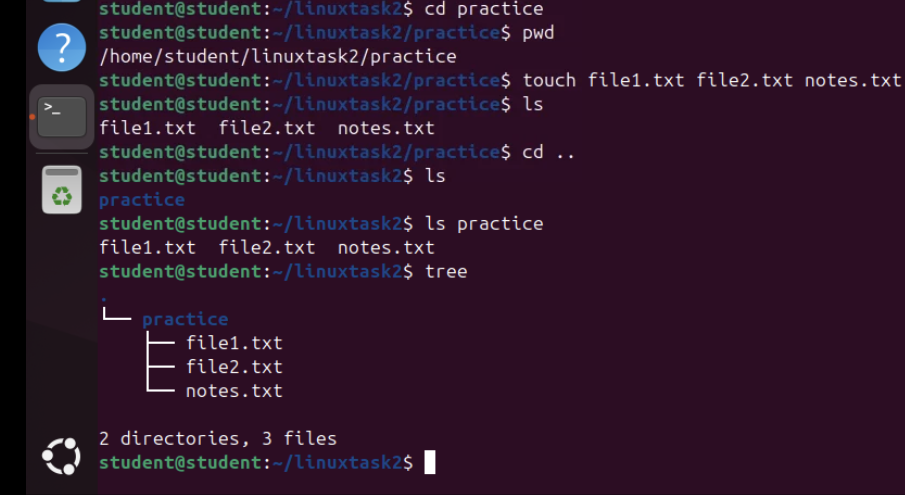 student@student:~/linuxtask2$ cd practice
student@student:~/linuxtask2/practice$ pwd
/home/student/linuxtask2/practice
student@student:~/linuxtask2/practice$ touch file1.txt file2.txt notes.txt
student@student:~/linuxtask2/practice$ ls
file1.txt  file2.txt  notes.txt
student@student:~/linuxtask2/practice$ cd ..
student@student:~/linuxtask2$ ls
practice
student@student:~/linuxtask2$ ls practice
file1.txt  file2.txt  notes.txt
student@student:~/linuxtask2$ tree
.
└── practice
    ├── file1.txt
    ├── file2.txt
    └── notes.txt

2 directories, 3 files
student@student:~/linuxtask2$